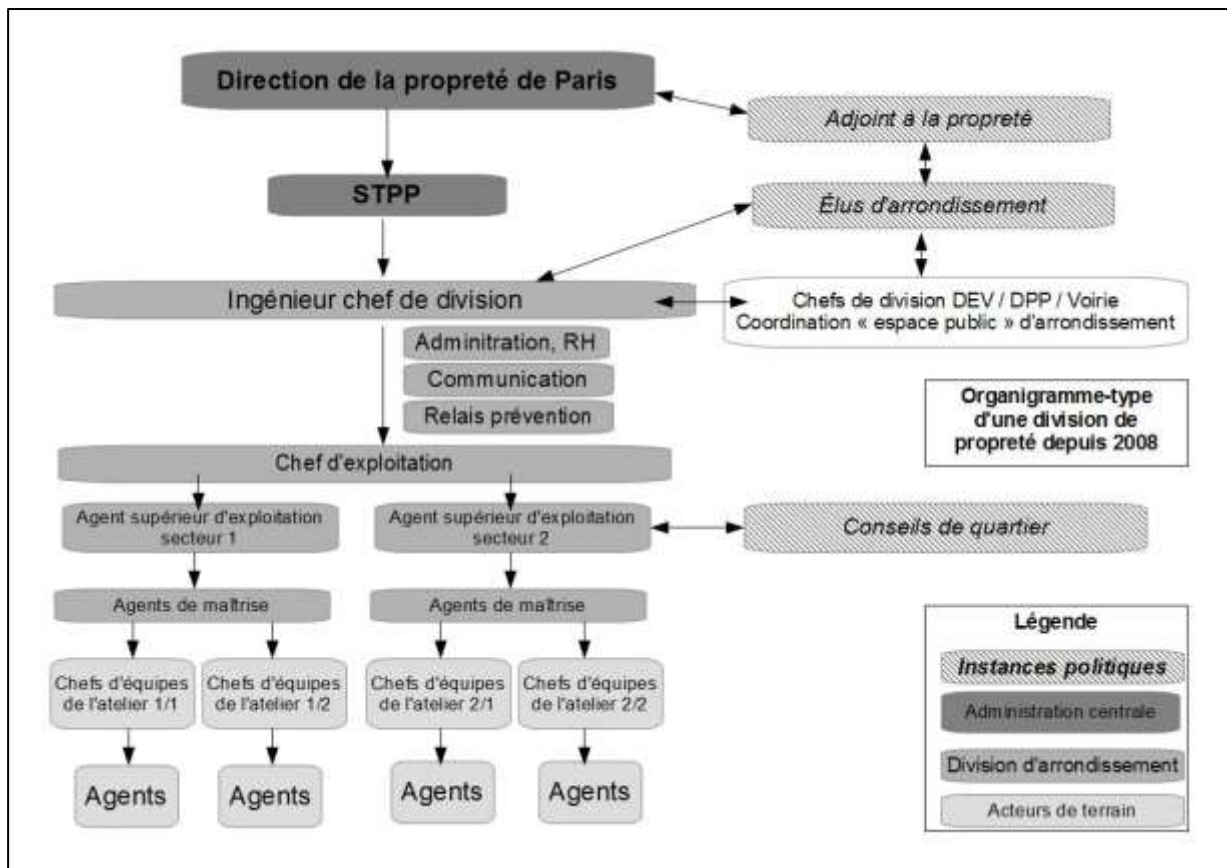 Direction de la propreté de Paris
Adjoint à la propreté
STPP
Élus d'arrondissement
Ingénieur chef de division
Chefs de division DEV / DPP / Voirie
Coordination « espace public » d'arrondissement
Adminitration, RH
Communication
Relais prévention
Organigramme-type
d'une division de
propreté depuis 2008
Chef d'exploitation
Agent supérieur d'exploitation
secteur 1
Agent supérieur d'exploitation
secteur 2
Conseils de quartier
Agents de maîtrise
Agents de maîtrise
Chefs d'équipes
de l'atelier 1/1
Chefs d'équipes
de l'atelier 1/2
Chefs d'équipes
de l'atelier 2/1
Chefs d'équipes
de l'atelier 2/2
Agents
Agents
Agents
Agents
Légende
Instances politiques
Administration centrale
Division d'arrondissement
Acteurs de terrain